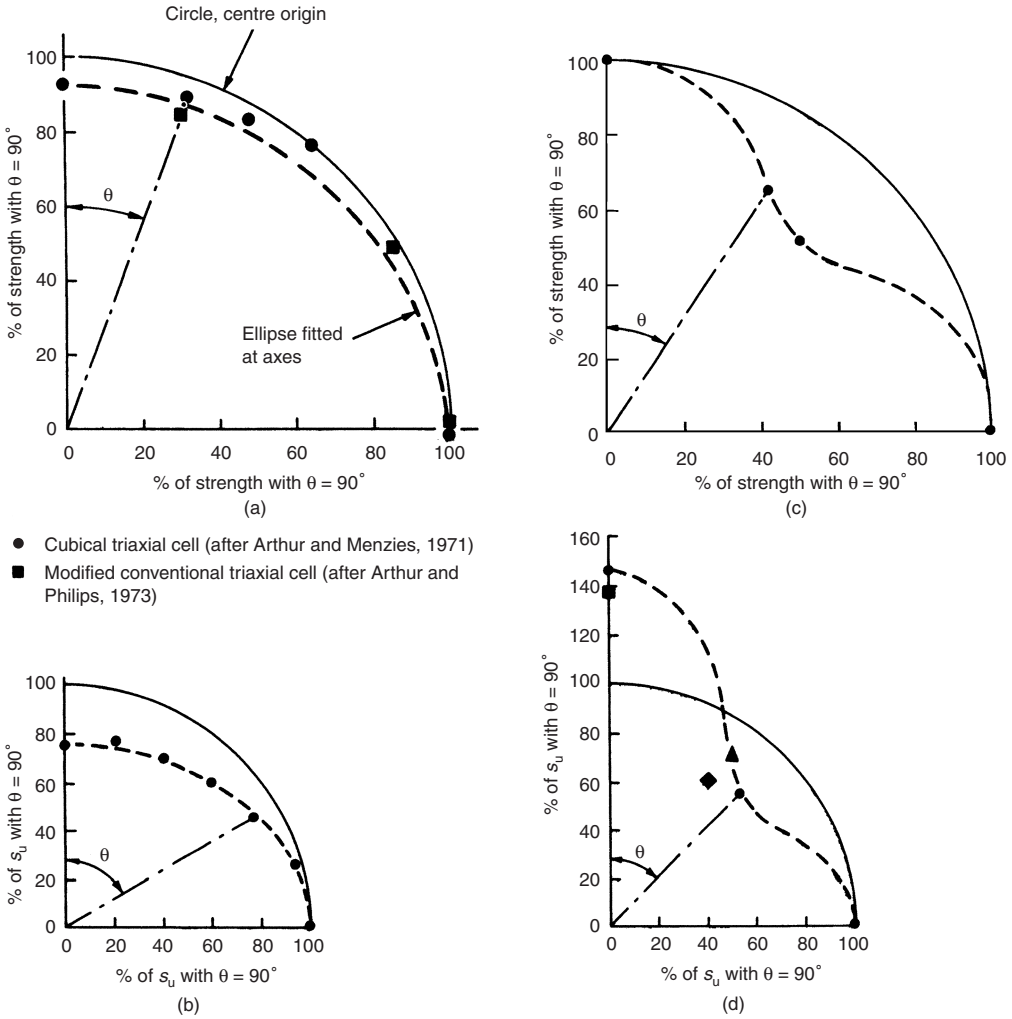 Circle, centre origin
100
80
60
40
20
0
% of strength with θ = 90°
θ
Ellipse fitted
at axes
0 20 40 60 80 100
% of strength with θ = 90°
(a)
100
80
60
40
20
0
% of strength with θ = 90°
θ
0 20 40 60 80 100
% of strength with θ = 90°
(c)
Cubical triaxial cell (after Arthur and Menzies, 1971)
Modified conventional triaxial cell (after Arthur and
Philips, 1973)
100
80
60
40
20
0
% of su with θ = 90°
θ
0 20 40 60 80 100
% of su with θ = 90°
(b)
160
140
120
100
80
60
40
20
0
% of su with θ = 90°
θ
0 20 40 60 80 100
% of su with θ = 90°
(d)